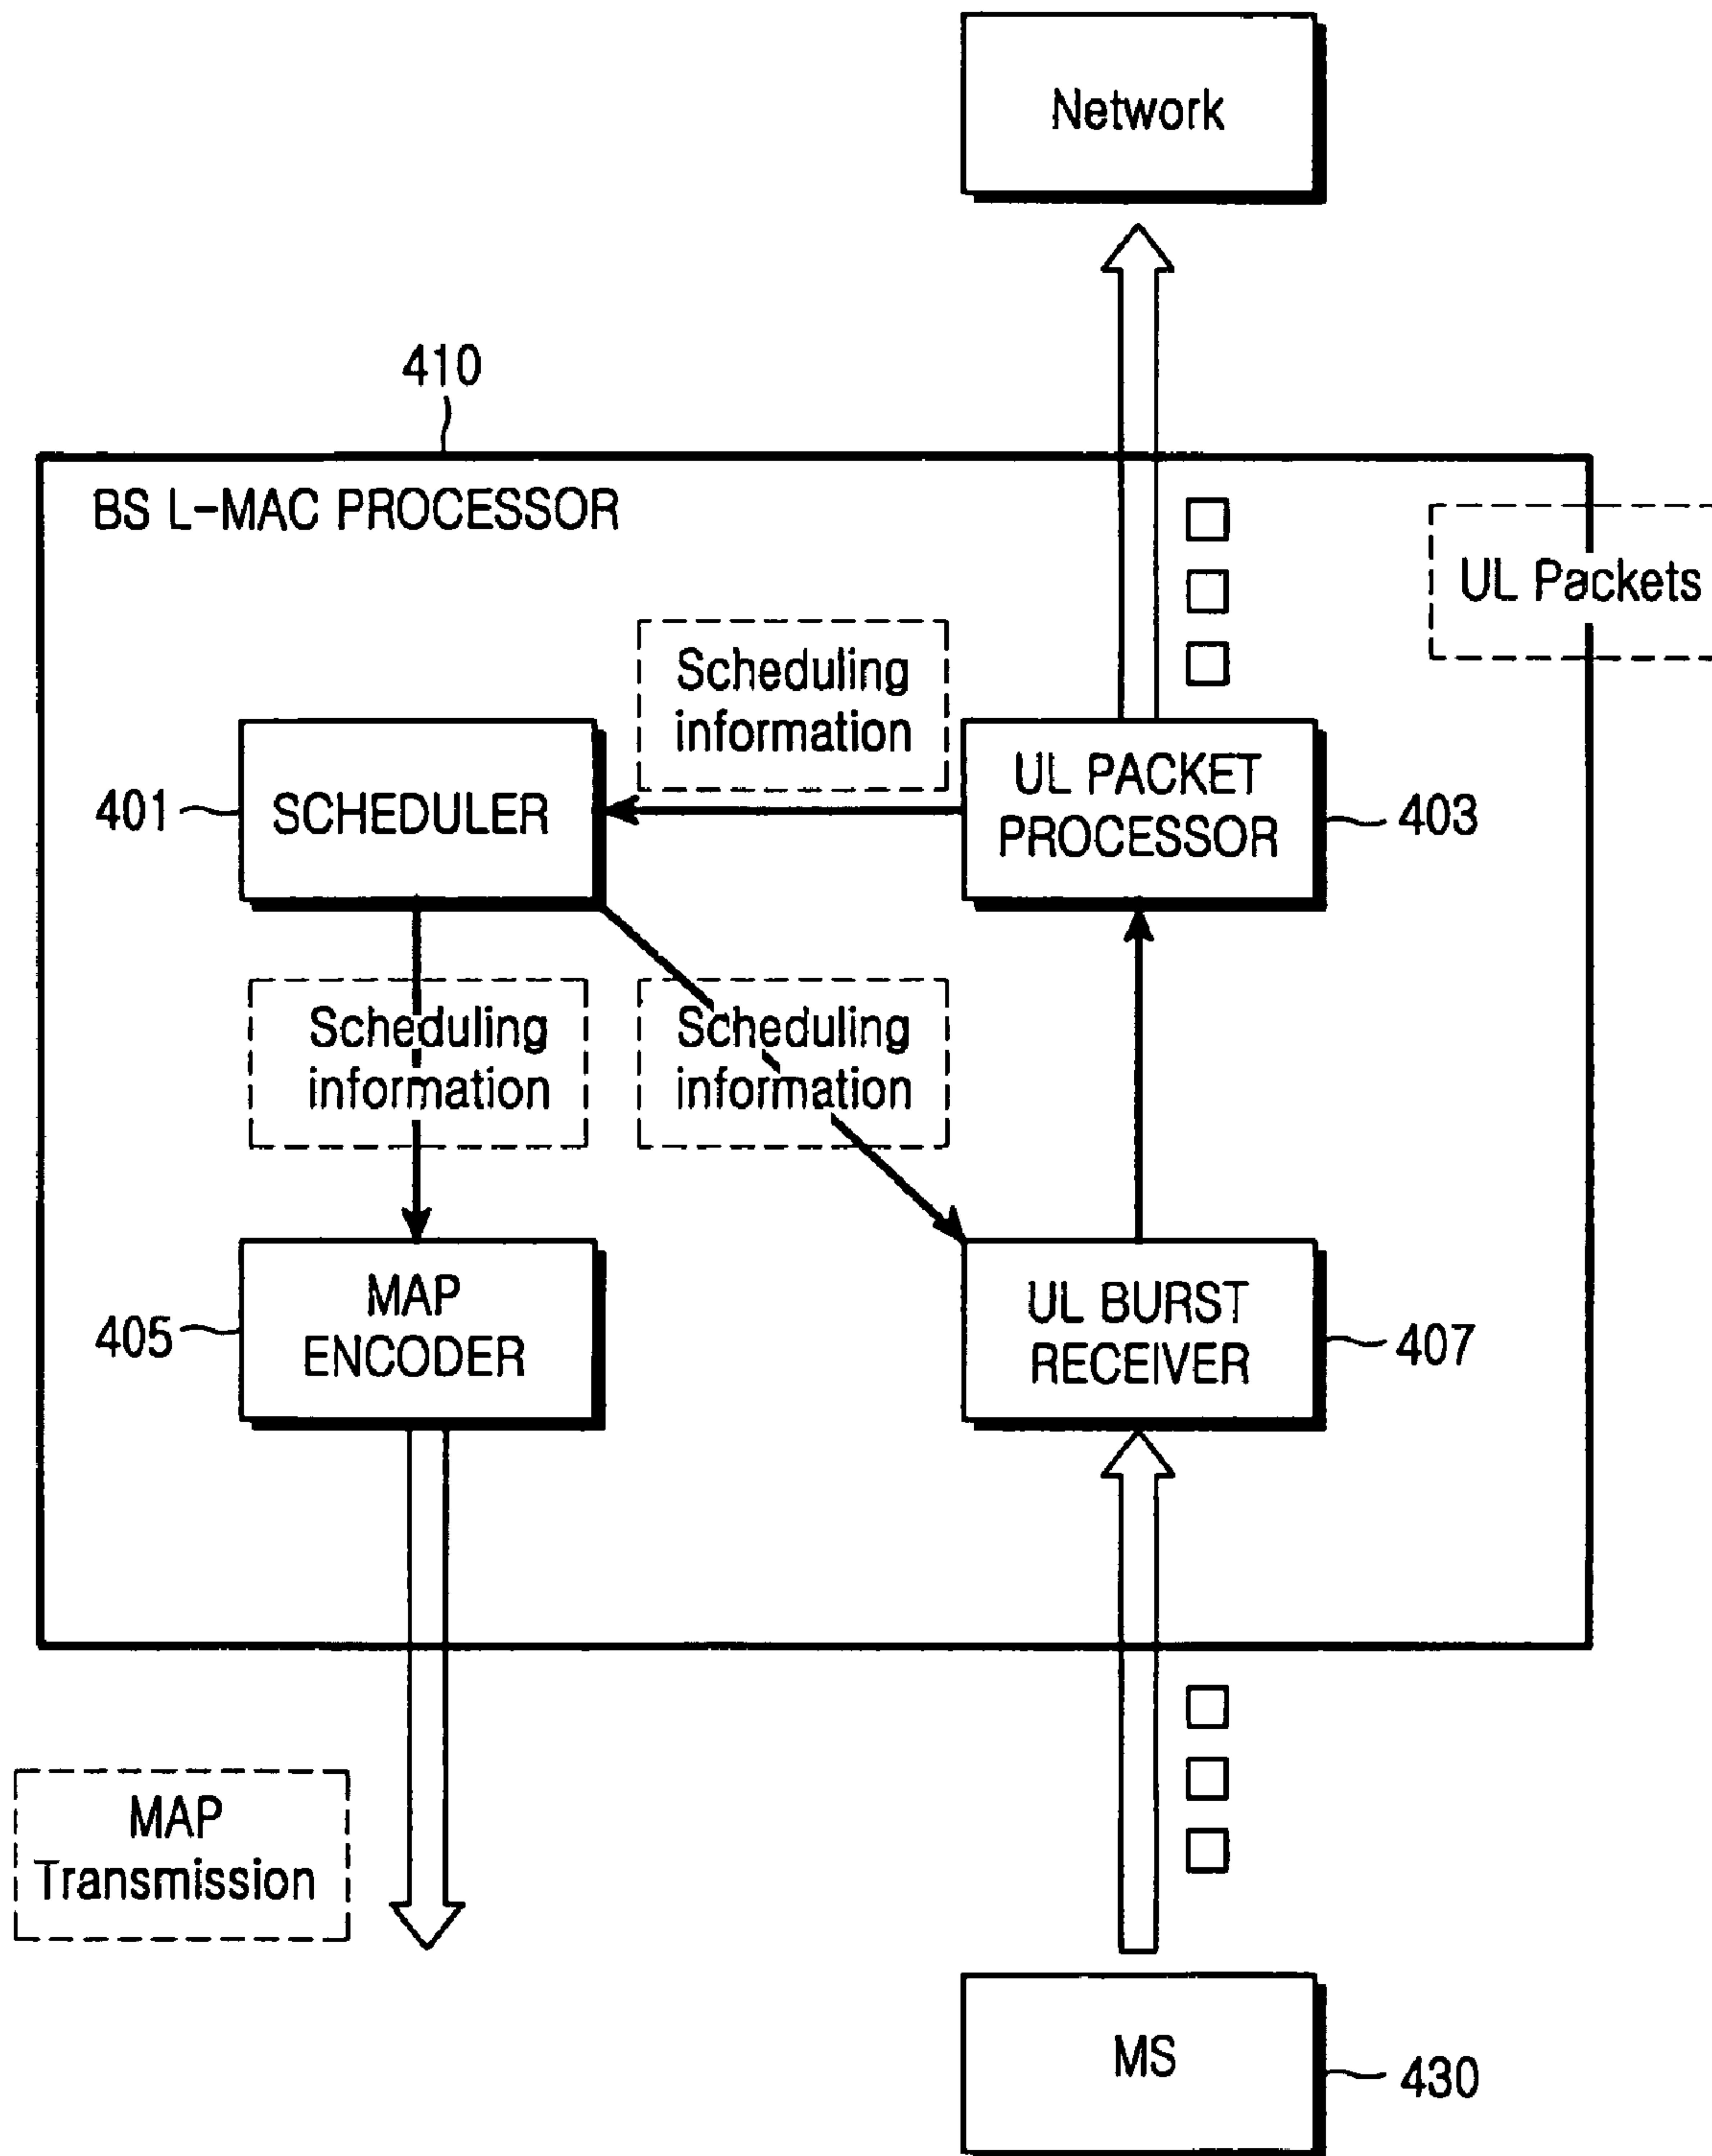 Network
410
BS L-MAC PROCESSOR
UL Packets
Scheduling
information
401
SCHEDULER
UL PACKET
PROCESSOR
403
Scheduling
information
Scheduling
information
405
MAP
ENCODER
UL BURST
RECEIVER
407
MAP
Transmission
MS
430